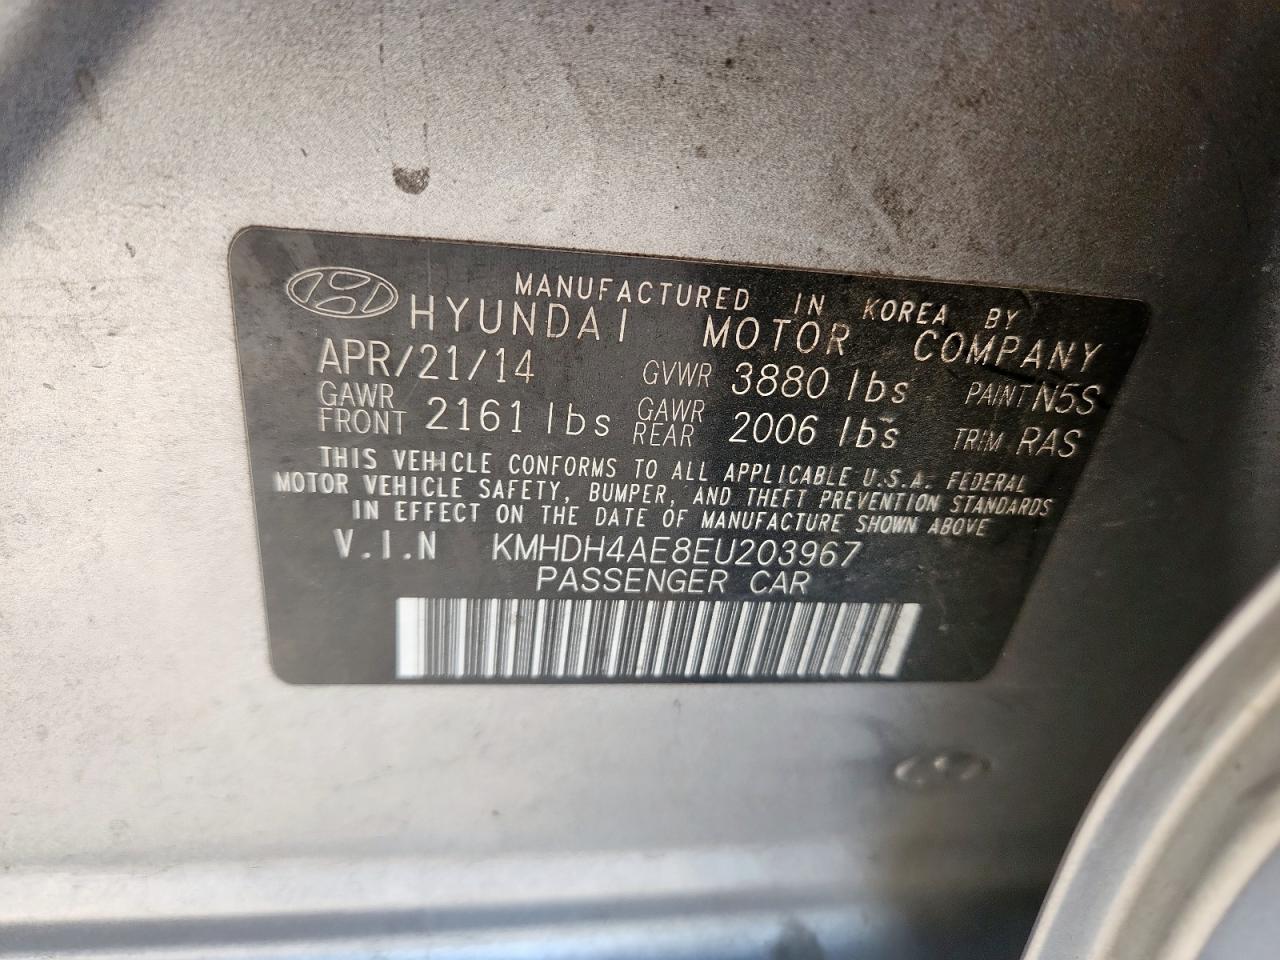 MANUFACTURED IN KOREA BY
HYUNDAI MOTOR COMPANY
APR/21/14 GVWR 3880 lbs PAINT N5S
GAWR FRONT 2161 lbs GAWR REAR 2006 lbs TRIM RAS
THIS VEHICLE CONFORMS TO ALL APPLICABLE U.S.A. FEDERAL
MOTOR VEHICLE SAFETY, BUMPER, AND THEFT PREVENTION STANDARDS
IN EFFECT ON THE DATE OF MANUFACTURE SHOWN ABOVE
V.I.N KMHDH4AE8EU203967
PASSENGER CAR